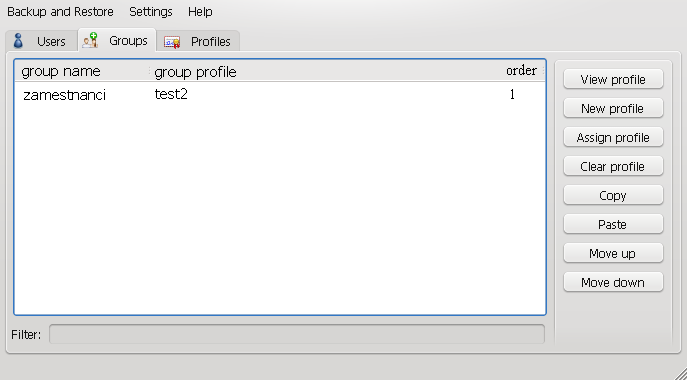 Backup and Restore Settings Help
Users Groups Profiles
group name group profile order
zamestnanci test2 1
View profile
New profile
Assign profile
Clear profile
Copy
Paste
Move up
Move down
Filter: